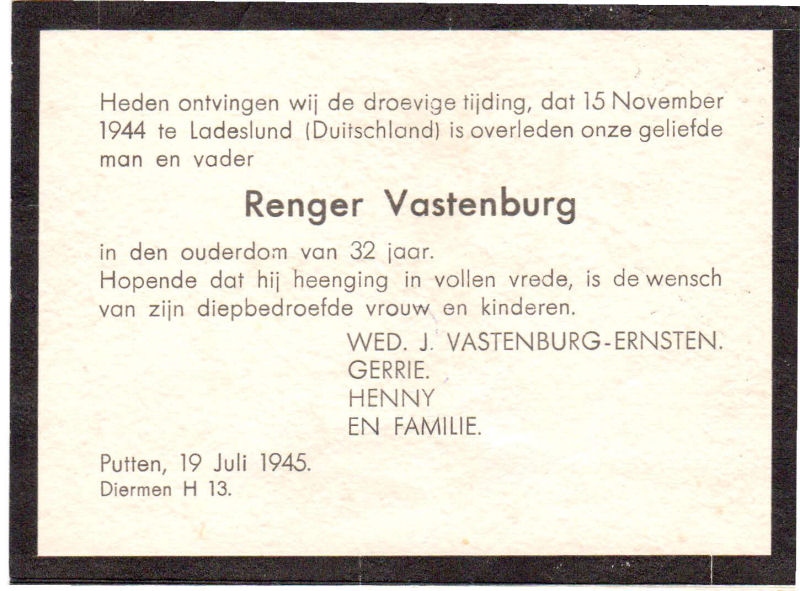 Heden ontvingen wij de droevige tijding, dat 15 November
1944 te Ladeslund (Duitschland) is overleden onze geliefde
man en vader
Renger Vastenburg
in den ouderdom van 32 jaar.
Hopende dat hij heenging in vollen vrede, is de wensch
van zijn diepbedroefde vrouw en kinderen.
WED. J. VASTENBURG-ERNSTEN.
GERRIE.
HENNY
EN FAMILIE.
Putten, 19 Juli 1945.
Diermen H 13.